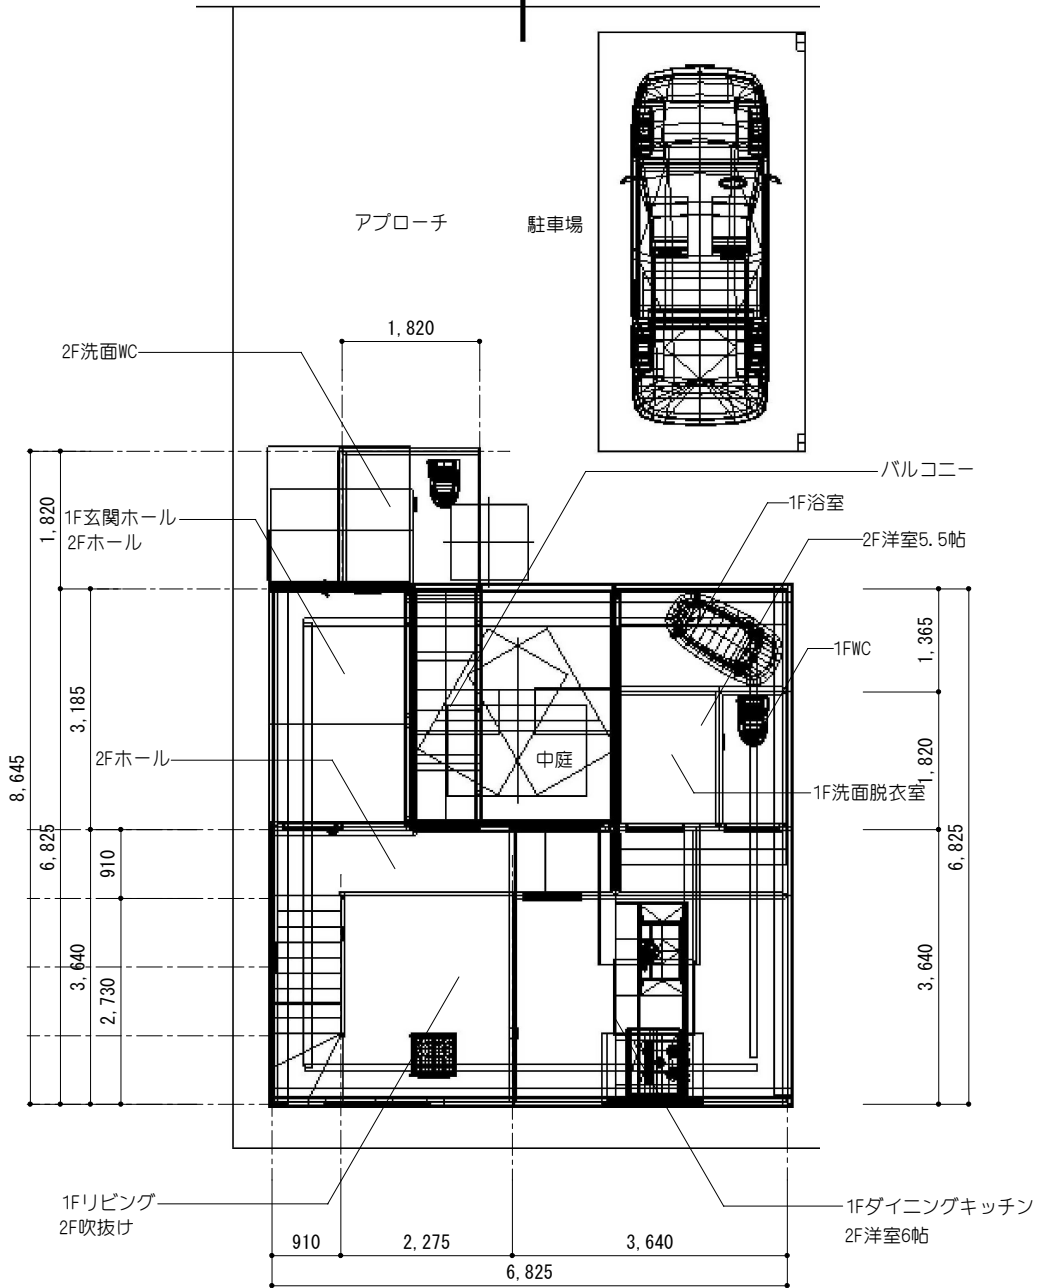 アプローチ
駐車場
1,820
2F洗面WC
バルコニー
1F浴室
1F玄関ホール
2Fホール
2F洋室5.5帖
1FWC
2Fホール
中庭
1F洗面脱衣室
1,820
3,185
8,645
6,825
910
3,640
2,730
1,365
1,820
6,825
3,640
1Fリビング
2F吹抜け
1Fダイニングキッチン
2F洋室6帖
910
2,275
3,640
6,825